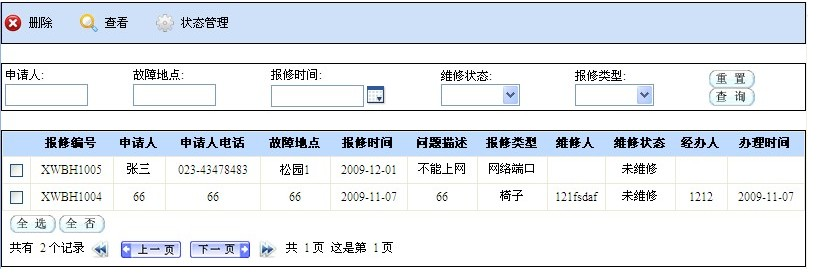 删除 查看 状态管理
申请人: 故障地点: 报修时间: 维修状态: 报修类型: 重 置
查 询
报修编号 申请人 申请人电话 故障地点 报修时间 问题描述 报修类型 维修人 维修状态 经办人 办理时间
XWBH1005 张三 023-43478483 松园1 2009-12-01 不能上网 网络端口 未维修
XWBH1004 66 66 66 2009-11-07 66 椅子 121fsdaf 未维修 1212 2009-11-07
全 选 全 否
共有 2个记录 上一页 下一页 共 1页 这是第 1页